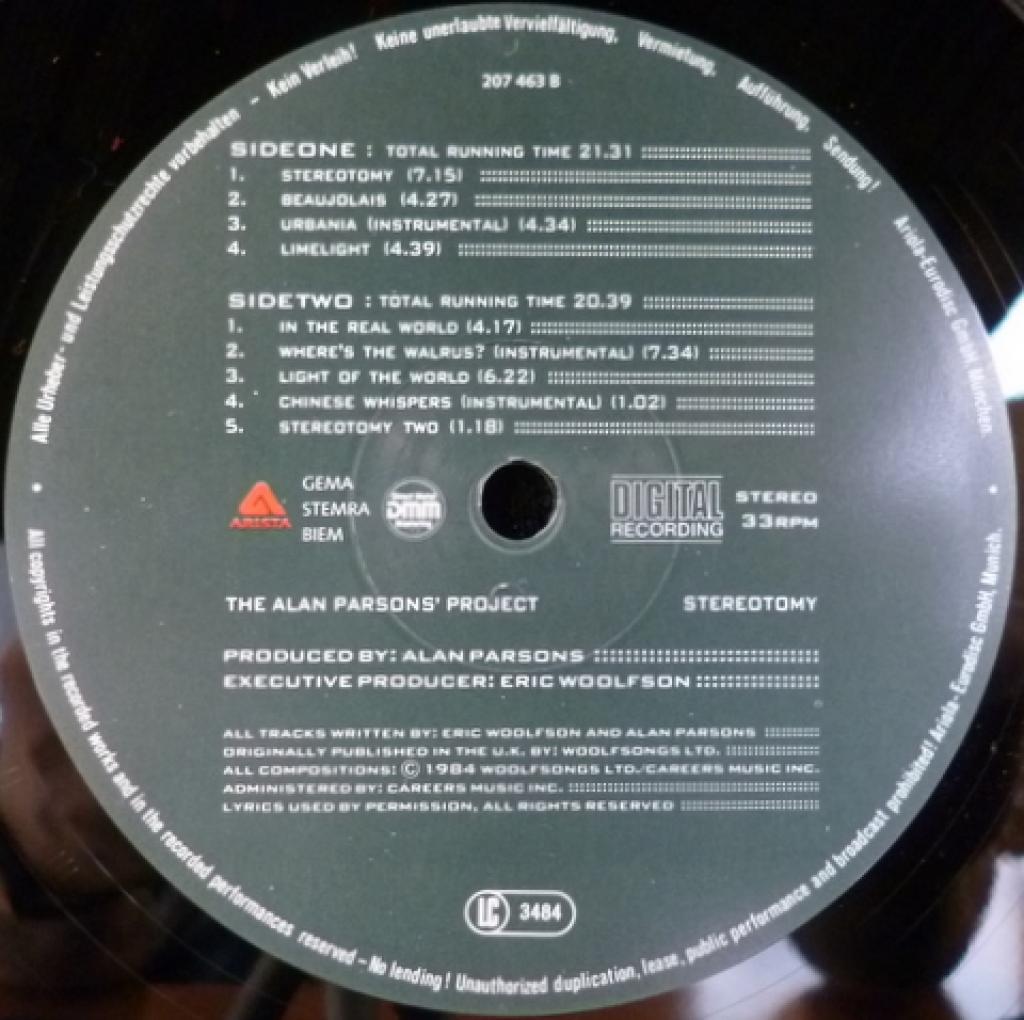 Alle Urheber- und Leistungsschutzrechte vorbehalten - Kein Verleih! Keine unerlaubte Vervielfältigung, Vermietung, Aufführung, Sendung! Ariola-Eurodisc GmbH, München.
207 463 B
SIDEONE : TOTAL RUNNING TIME 21.31
1. STEREOTOMY (7.15)
2. BEAUJOLAIS (4.27)
3. URBANIA (INSTRUMENTAL) (4.34)
4. LIMELIGHT (4.39)
SIDETWO : TOTAL RUNNING TIME 20.39
1. IN THE REAL WORLD (4.17)
2. WHERE'S THE WALRUS? (INSTRUMENTAL) (7.34)
3. LIGHT OF THE WORLD (6.22)
4. CHINESE WHISPERS (INSTRUMENTAL) (1.02)
5. STEREOTOMY TWO (1.18)
ARISTA
GEMA
STEMRA
BIEM
Direct Metal
DMM
Mastering
DIGITAL
RECORDING
STEREO
33RPM
THE ALAN PARSONS' PROJECT STEREOTOMY
PRODUCED BY: ALAN PARSONS
EXECUTIVE PRODUCER: ERIC WOOLFSON
ALL TRACKS WRITTEN BY: ERIC WOOLFSON AND ALAN PARSONS
ORIGINALLY PUBLISHED IN THE U.K. BY: WOOLFSONGS LTD.
ALL COMPOSITIONS: © 1984 WOOLFSONGS LTD./CAREERS MUSIC INC.
ADMINISTERED BY: CAREERS MUSIC INC.
LYRICS USED BY PERMISSION, ALL RIGHTS RESERVED
LC 3484
All copyrights in the recorded works and in the recorded performances reserved - No lending! Unauthorized duplication, lease, public performance and broadcast prohibited! Ariola-Eurodisc GmbH, Munich.